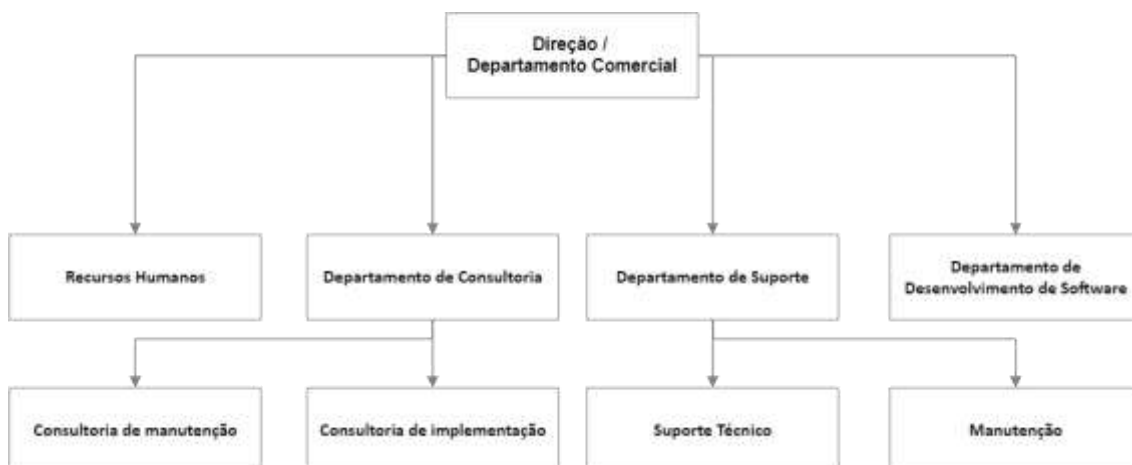 Direção /
Departamento Comercial
Recursos Humanos
Departamento de Consultoria
Departamento de Suporte
Departamento de
Desenvolvimento de Software
Consultoria de manutenção
Consultoria de implementação
Suporte Técnico
Manutenção